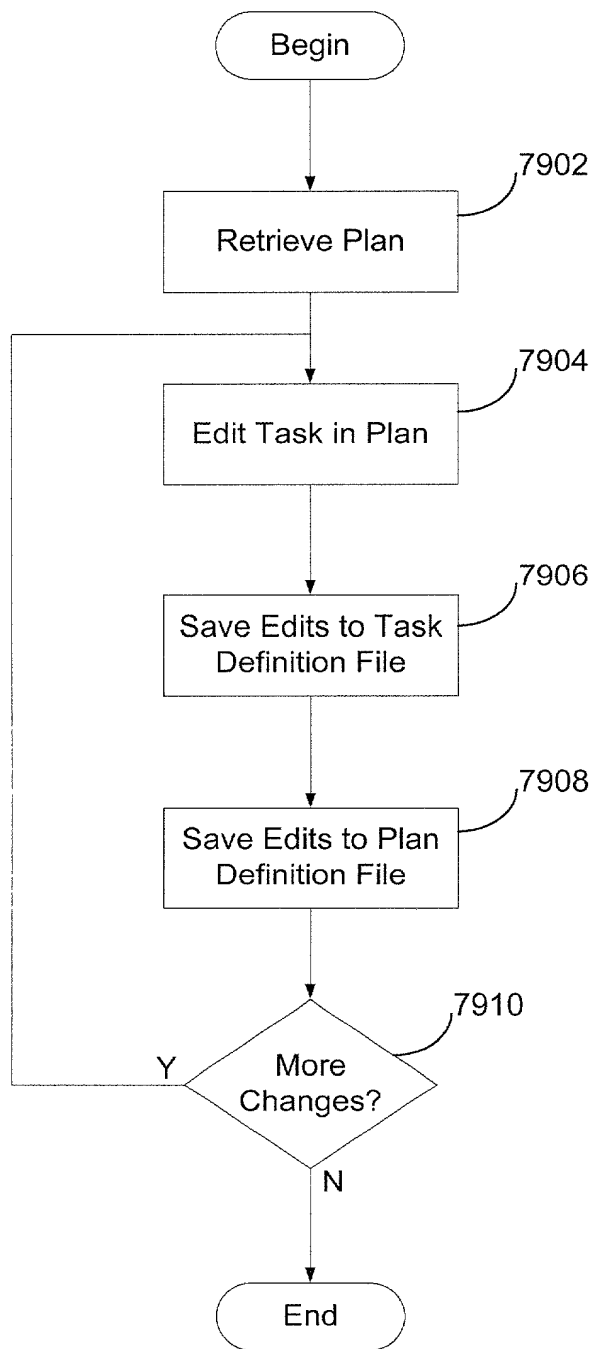 Begin
7902
Retrieve Plan
7904
Edit Task in Plan
7906
Save Edits to Task
Definition File
7908
Save Edits to Plan
Definition File
7910
Y
More
Changes?
N
End